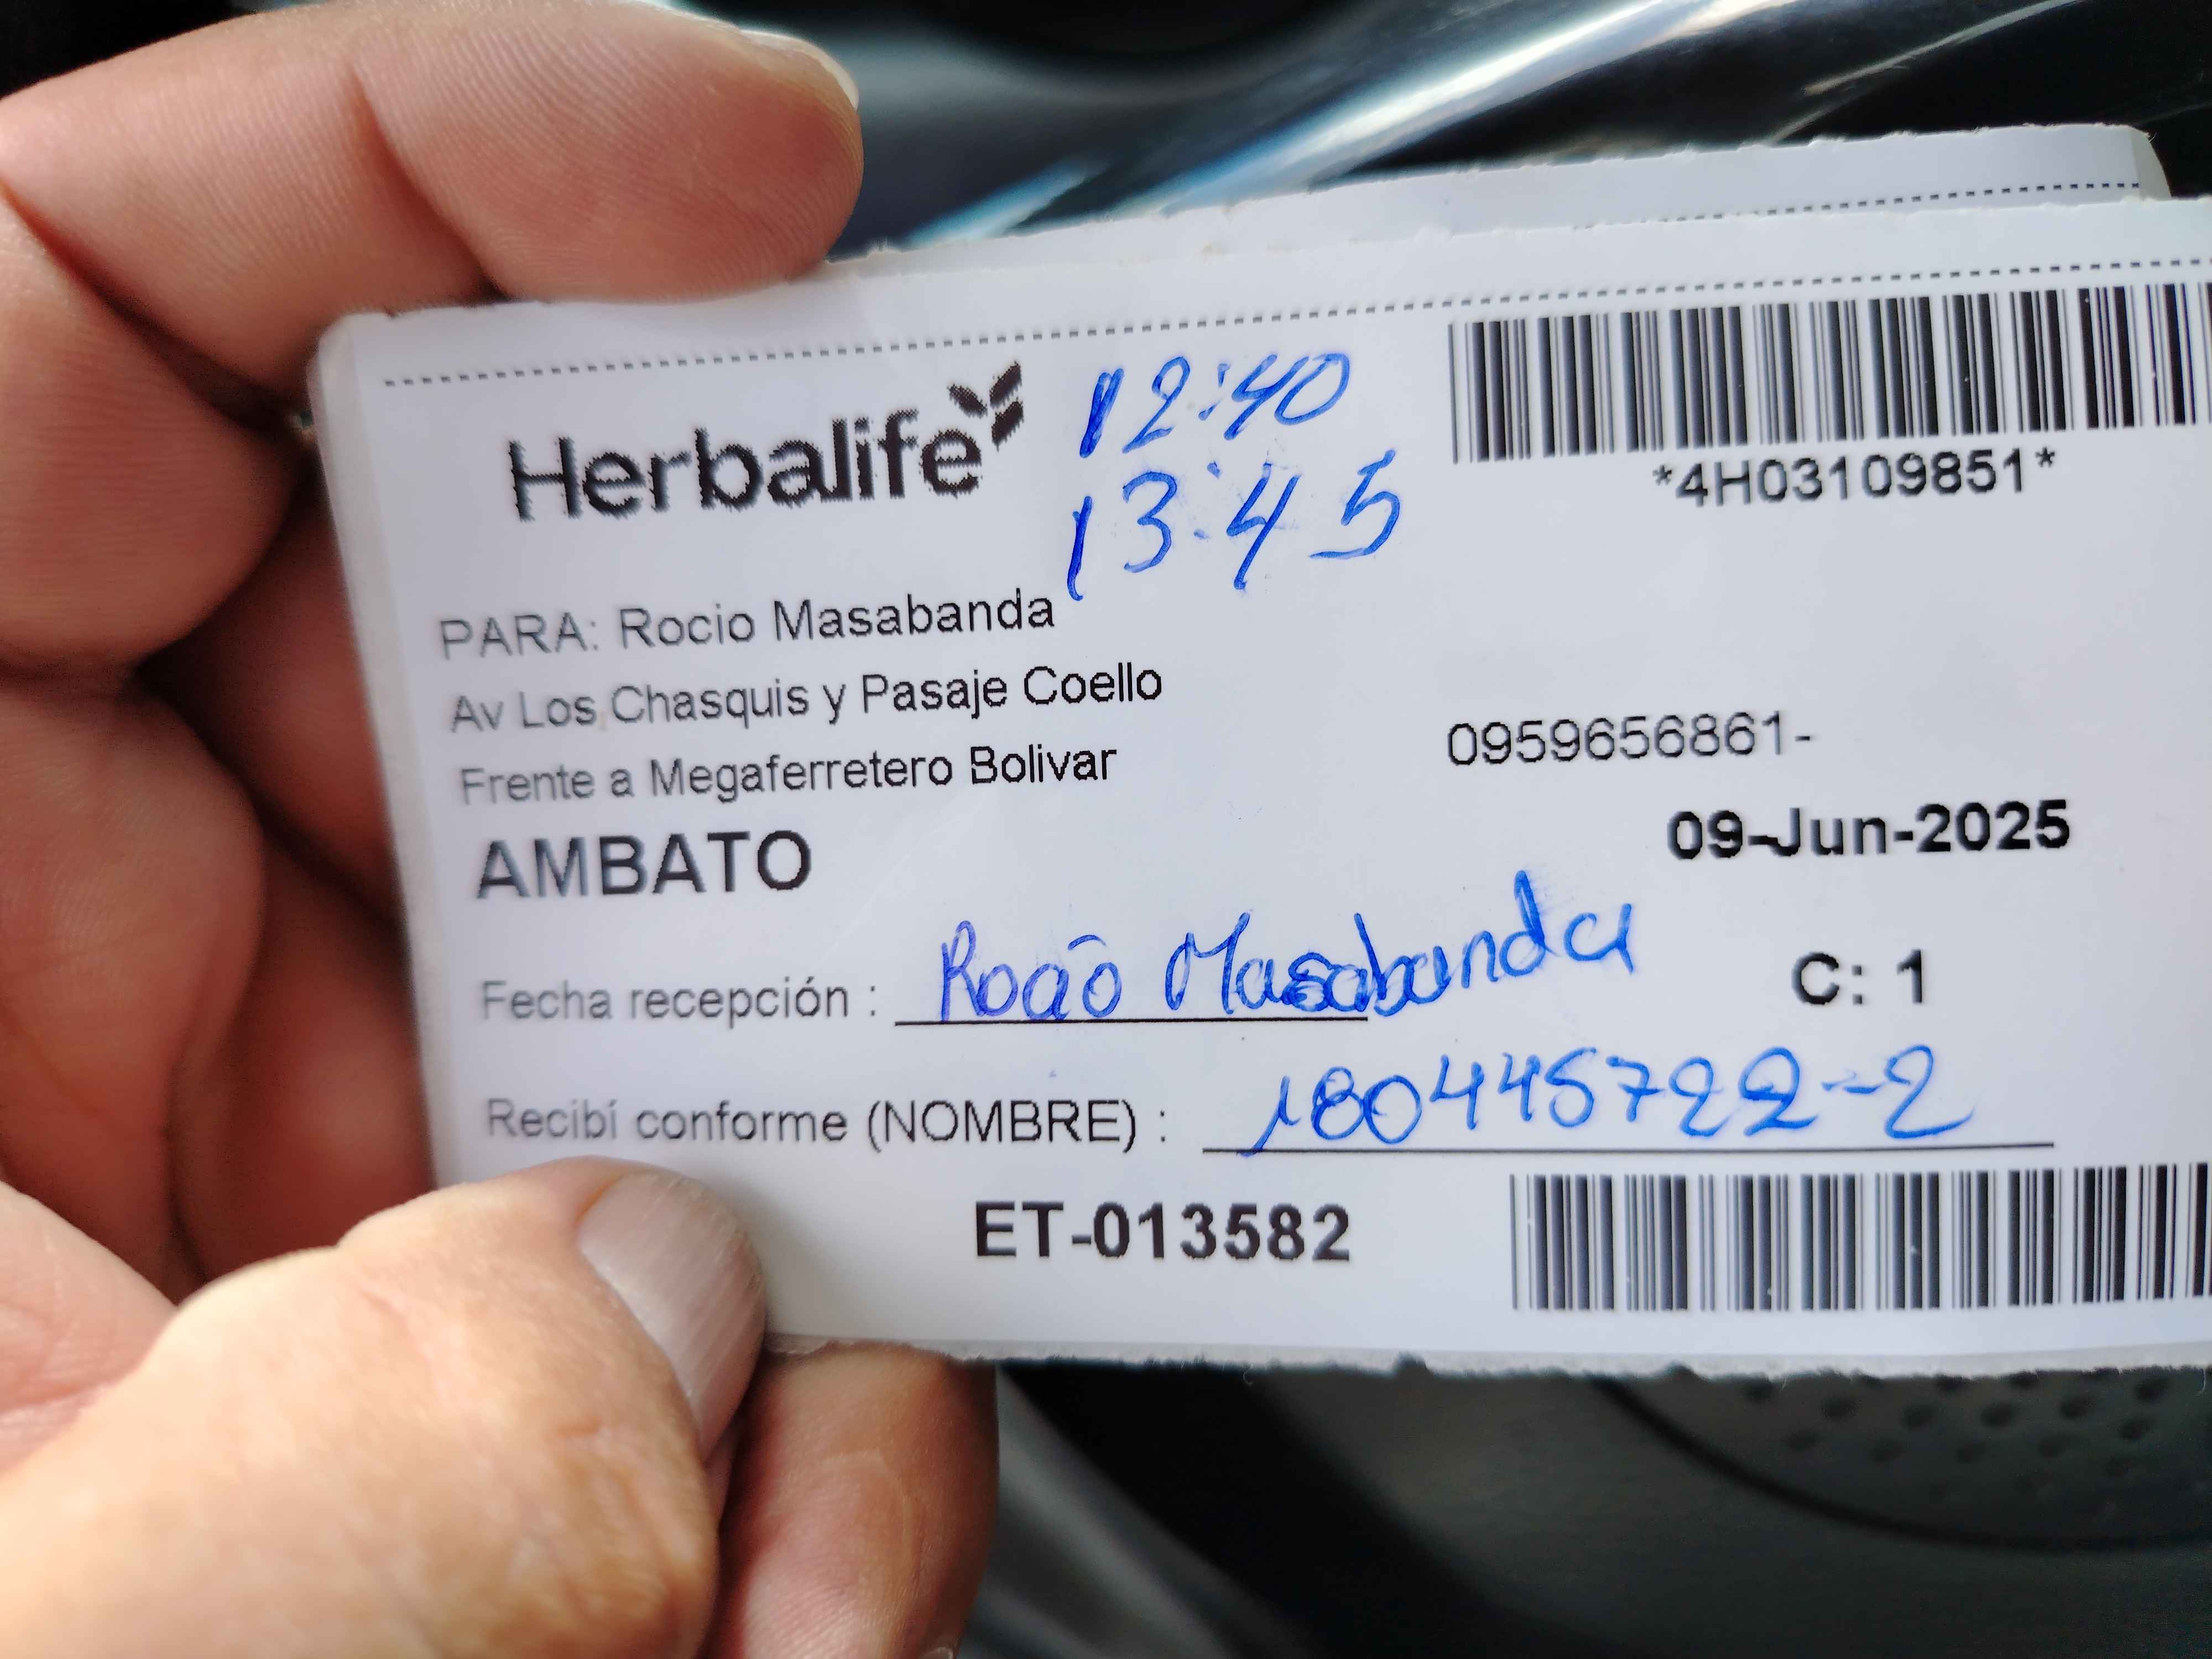 Herbalife 12:40
13:45
*4H03109851*
PARA: Rocio Masabanda
Av Los Chasquis y Pasaje Coello
Frente a Megaferretero Bolivar
0959656861-
AMBATO
09-Jun-2025
Fecha recepción : Rocío Masabanda
C: 1
Recibí conforme (NOMBRE) : 180445722-2
ET-013582